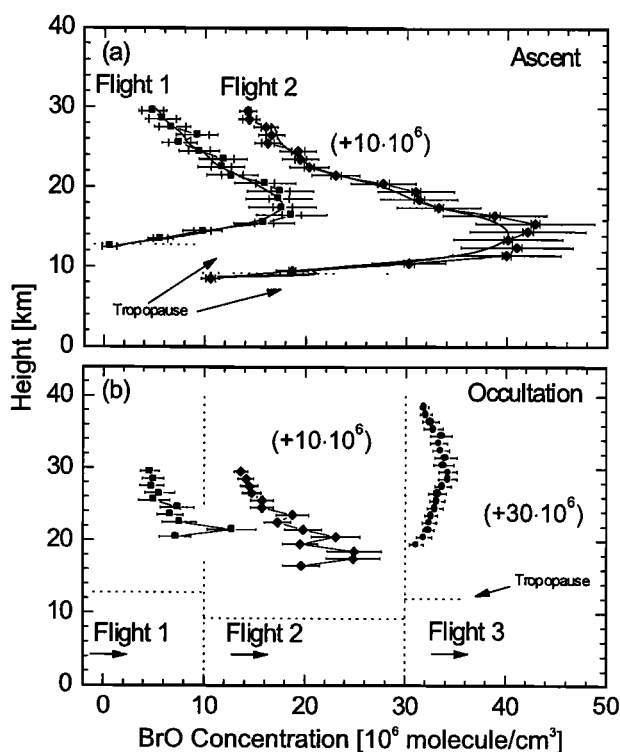 40
(a)
Ascent
Flight 1
Flight 2
(+10·10⁶)
30
20
10
Tropopause
0
Height [km]
40
(b)
Occultation
(+10·10⁶)
30
(+30·10⁶)
20
Tropopause
10
Flight 1
Flight 2
Flight 3
0
0 10 20 30 40 50
BrO Concentration [10⁶ molecule/cm³]